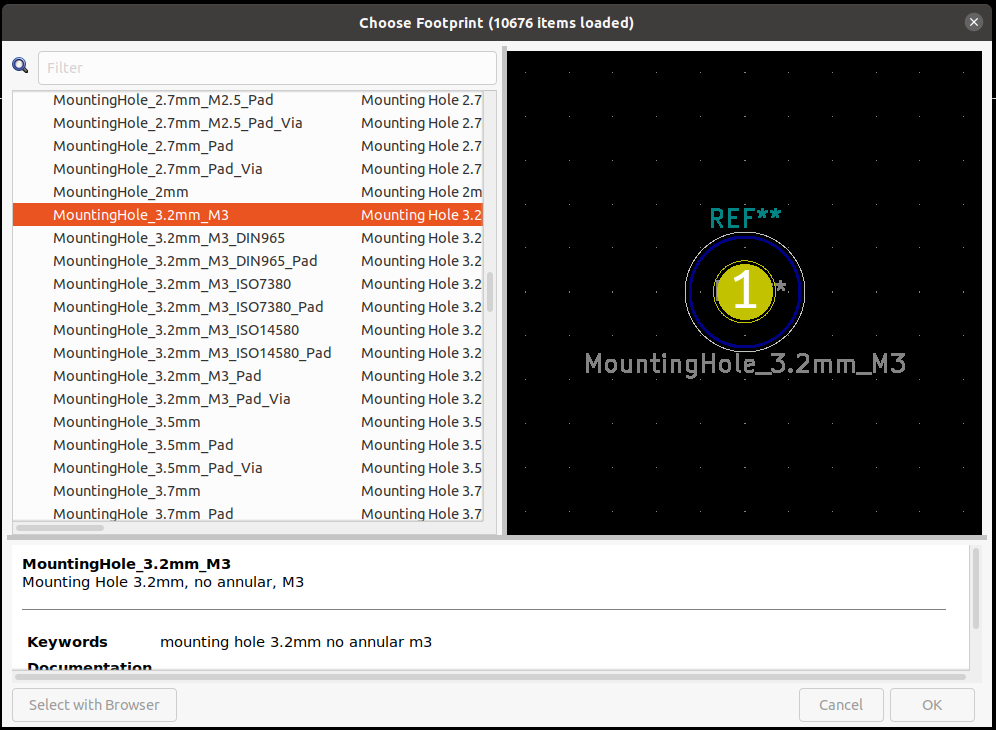 Choose Footprint (10676 items loaded)
Filter
MountingHole_2.7mm_M2.5_Pad Mounting Hole 2.7
MountingHole_2.7mm_M2.5_Pad_Via Mounting Hole 2.7
MountingHole_2.7mm_Pad Mounting Hole 2.7
MountingHole_2.7mm_Pad_Via Mounting Hole 2.7
MountingHole_2mm Mounting Hole 2m
MountingHole_3.2mm_M3 Mounting Hole 3.2
MountingHole_3.2mm_M3_DIN965 Mounting Hole 3.2
MountingHole_3.2mm_M3_DIN965_Pad Mounting Hole 3.2
MountingHole_3.2mm_M3_ISO7380 Mounting Hole 3.2
MountingHole_3.2mm_M3_ISO7380_Pad Mounting Hole 3.2
MountingHole_3.2mm_M3_ISO14580 Mounting Hole 3.2
MountingHole_3.2mm_M3_ISO14580_Pad Mounting Hole 3.2
MountingHole_3.2mm_M3_Pad Mounting Hole 3.2
MountingHole_3.2mm_M3_Pad_Via Mounting Hole 3.2
MountingHole_3.5mm Mounting Hole 3.5
MountingHole_3.5mm_Pad Mounting Hole 3.5
MountingHole_3.5mm_Pad_Via Mounting Hole 3.5
MountingHole_3.7mm Mounting Hole 3.7
MountingHole_3.7mm_Pad Mounting Hole 3.7
REF**
1
*
MountingHole_3.2mm_M3
MountingHole_3.2mm_M3
Mounting Hole 3.2mm, no annular, M3
Keywords mounting hole 3.2mm no annular m3
Documentation
Select with Browser Cancel OK